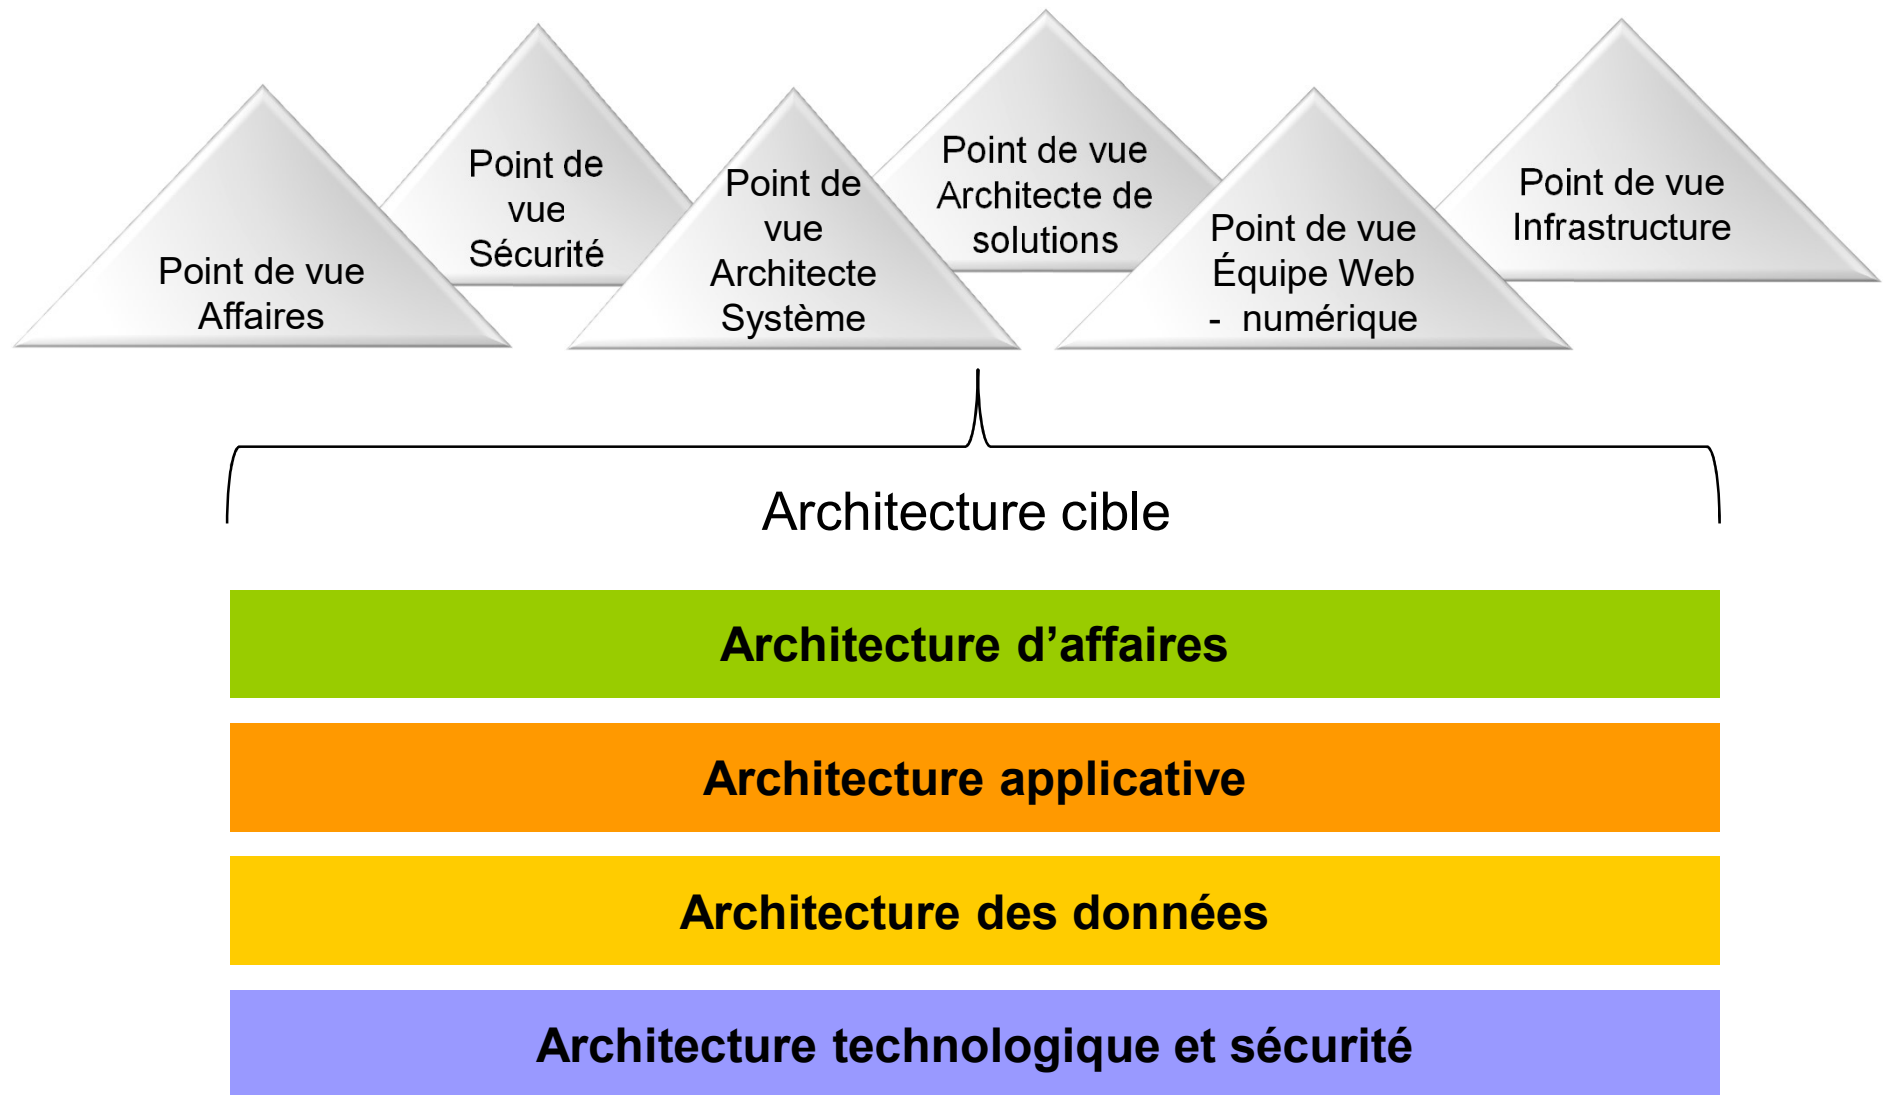 Point de vue
Affaires
Point de
vue
Sécurité
Point de
vue
Architecte
Système
Point de vue
Architecte de
solutions
Point de vue
Équipe Web
- numérique
Point de vue
Infrastructure
Architecture cible
Architecture d’affaires
Architecture applicative
Architecture des données
Architecture technologique et sécurité